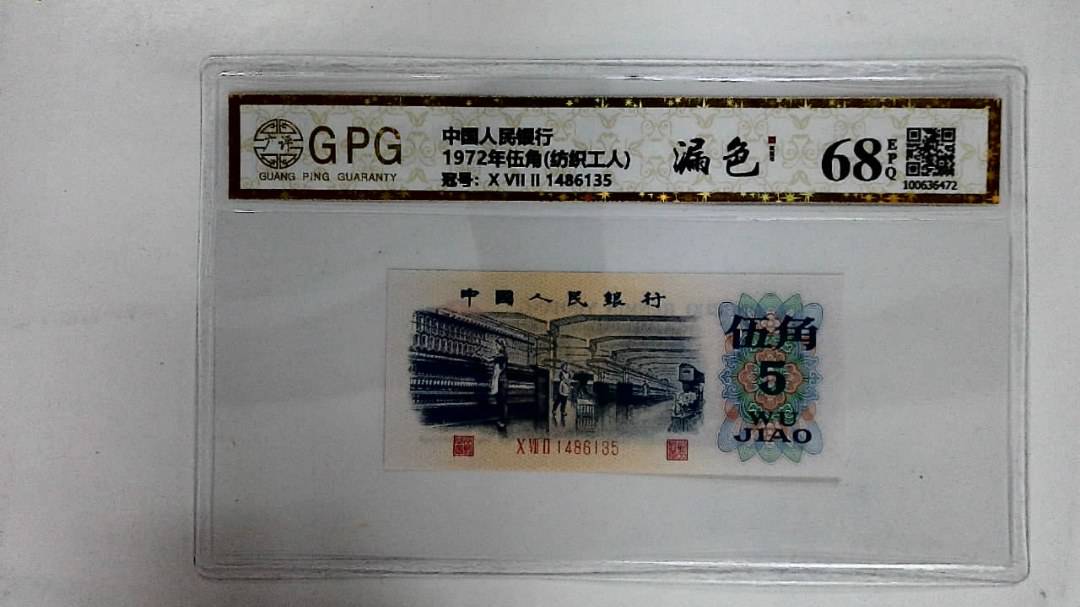 GPG
GUANG PING GUARANTY
中国人民银行
1972年伍角(纺织工人)
冠号: X VII II 1486135
漏色
68
EPQ
100636472
中國人民銀行
伍角
5
WU
JIAO
X VII II 1486135